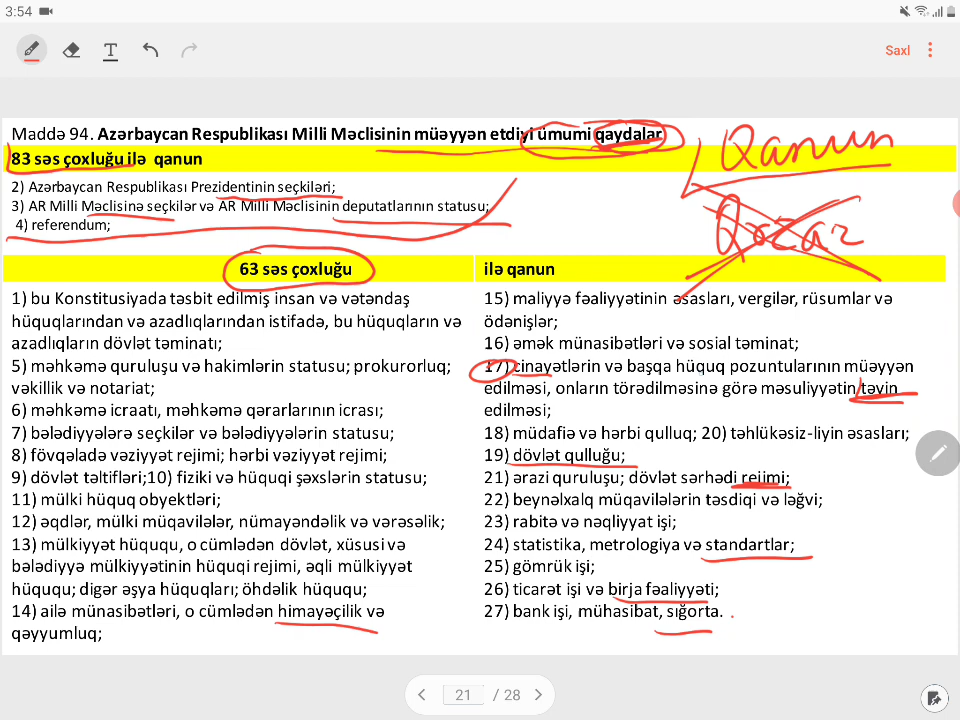 3:54
T
Saxl
Maddə 94. Azərbaycan Respublikası Milli Məclisinin müəyyən etdiyi ümumi qaydalar
83 səs çoxluğu ilə qanun
Qanun
2) Azərbaycan Respublikası Prezidentinin seçkiləri;
3) AR Milli Məclisinə seçkilər və AR Milli Məclisinin deputatlarının statusu;
4) referendum;
63 səs çoxluğu
1) bu Konstitusiyada təsbit edilmiş insan və vətəndaş
hüquqlarından və azadlıqlarından istifadə, bu hüquqların və
azadlıqların dövlət təminatı;
5) məhkəmə quruluşu və hakimlərin statusu; prokurorluq;
vəkillik və notariat;
6) məhkəmə icraatı, məhkəmə qərarlarının icrası;
7) bələdiyyələrə seçkilər və bələdiyyələrin statusu;
8) fövqəladə vəziyyət rejimi; hərbi vəziyyət rejimi;
9) dövlət təltifləri;10) fiziki və hüquqi şəxslərin statusu;
11) mülki hüquq obyektləri;
12) əqdlər, mülki müqavilələr, nümayəndəlik və vərəsəlik;
13) mülkiyyət hüququ, o cümlədən dövlət, xüsusi və
bələdiyyə mülkiyyətinin hüquqi rejimi, əqli mülkiyyət
hüququ; digər əşya hüquqları; öhdəlik hüququ;
14) ailə münasibətləri, o cümlədən himayəçilik və
qəyyumluq;
ilə qanun
15) maliyyə fəaliyyətinin əsasları, vergilər, rüsumlar və
ödənişlər;
16) əmək münasibətləri və sosial təminat;
17) cinayətlərin və başqa hüquq pozuntularının müəyyən
edilməsi, onların törədilməsinə görə məsuliyyətin təyin
edilməsi;
18) müdafiə və hərbi qulluq; 20) təhlükəsiz-liyin əsasları;
19) dövlət qulluğu;
21) ərazi quruluşu; dövlət sərhədi rejimi;
22) beynəlxalq müqavilələrin təsdiqi və ləğvi;
23) rabitə və nəqliyyat işi;
24) statistika, metrologiya və standartlar;
25) gömrük işi;
26) ticarət işi və birja fəaliyyəti;
27) bank işi, mühasibat, sığorta.
21 / 28